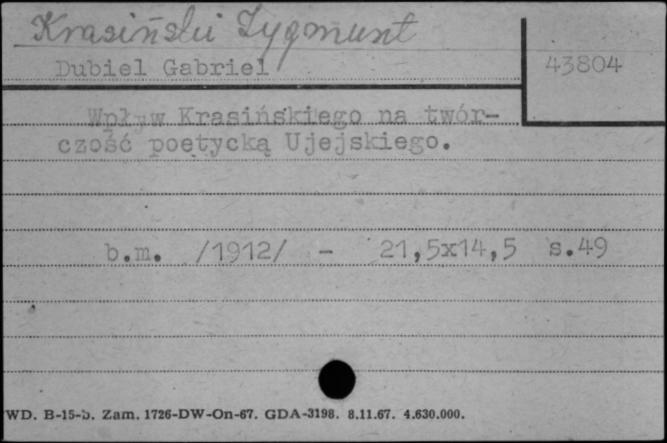 Krasiński Zygmunt
Dubiel Gabriel
43804
Wpływ Krasińskiego na twór-
czość poetycką Ujejskiego.
b.m. /1912/ - 21,5x14,5 s.49
WD. B-15-b. Zam. 1726-DW-On-67. GDA-3198. 8.11.67. 4.630.000.